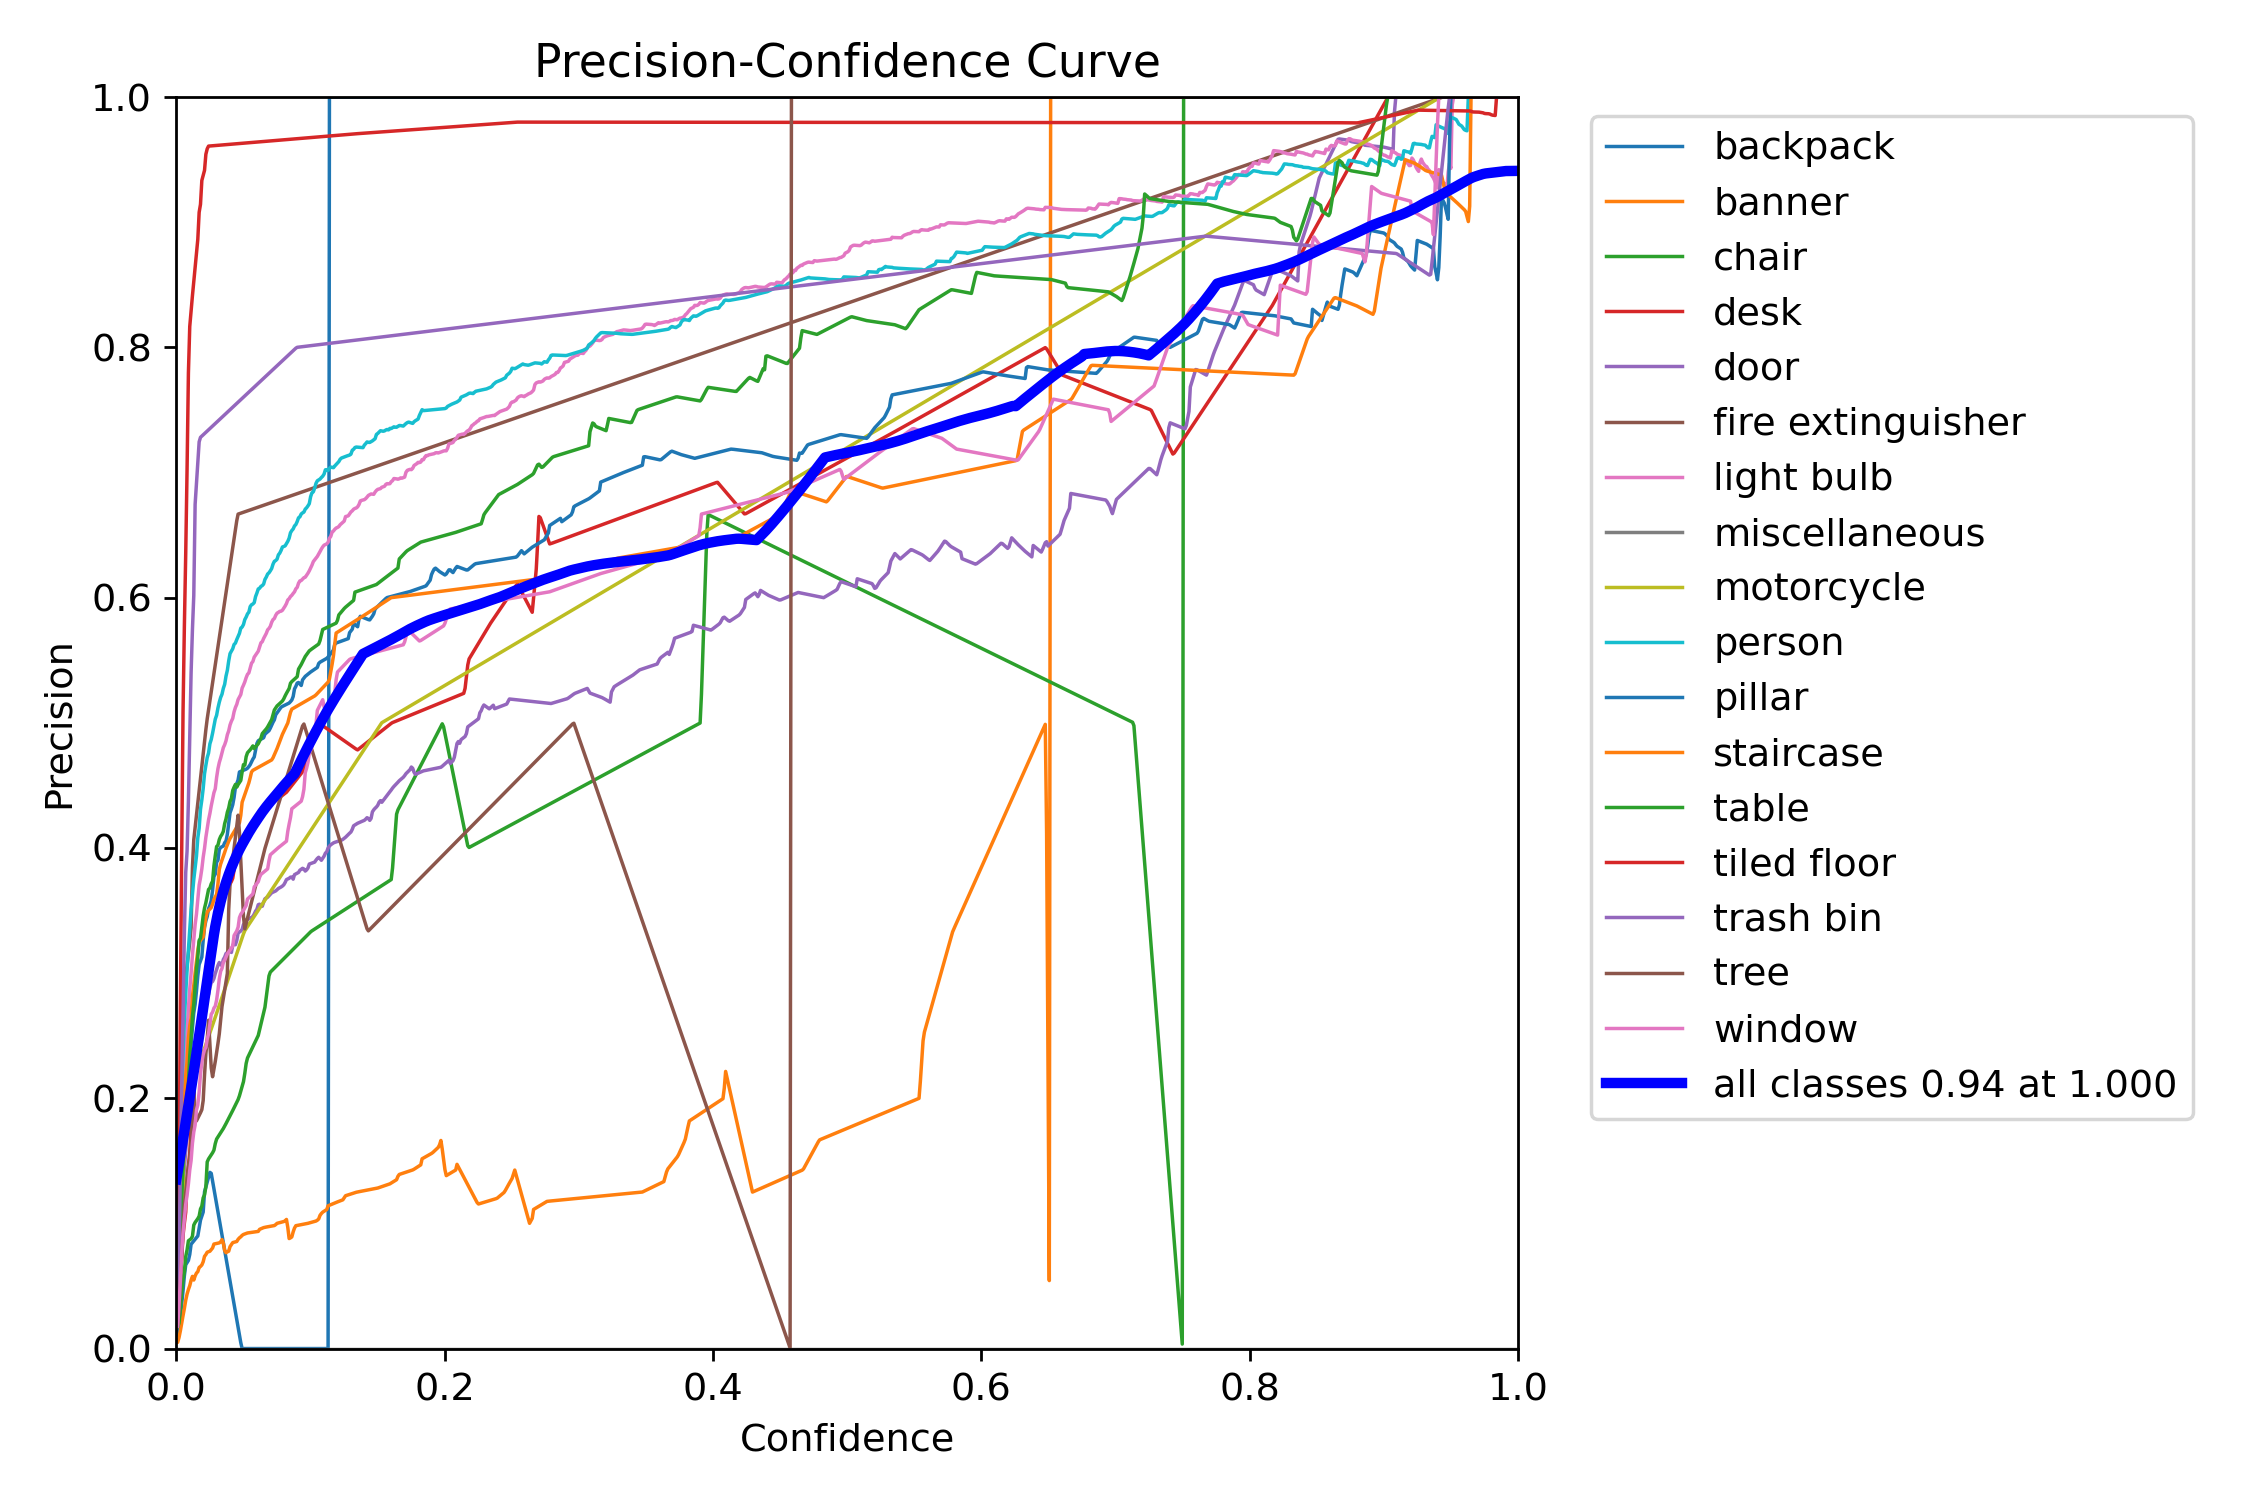 Precision-Confidence Curve
1.0
0.8
0.6
0.4
0.2
0.0
Precision
0.0 0.2 0.4 0.6 0.8 1.0
Confidence
backpack
banner
chair
desk
door
fire extinguisher
light bulb
miscellaneous
motorcycle
person
pillar
staircase
table
tiled floor
trash bin
tree
window
all classes 0.94 at 1.000